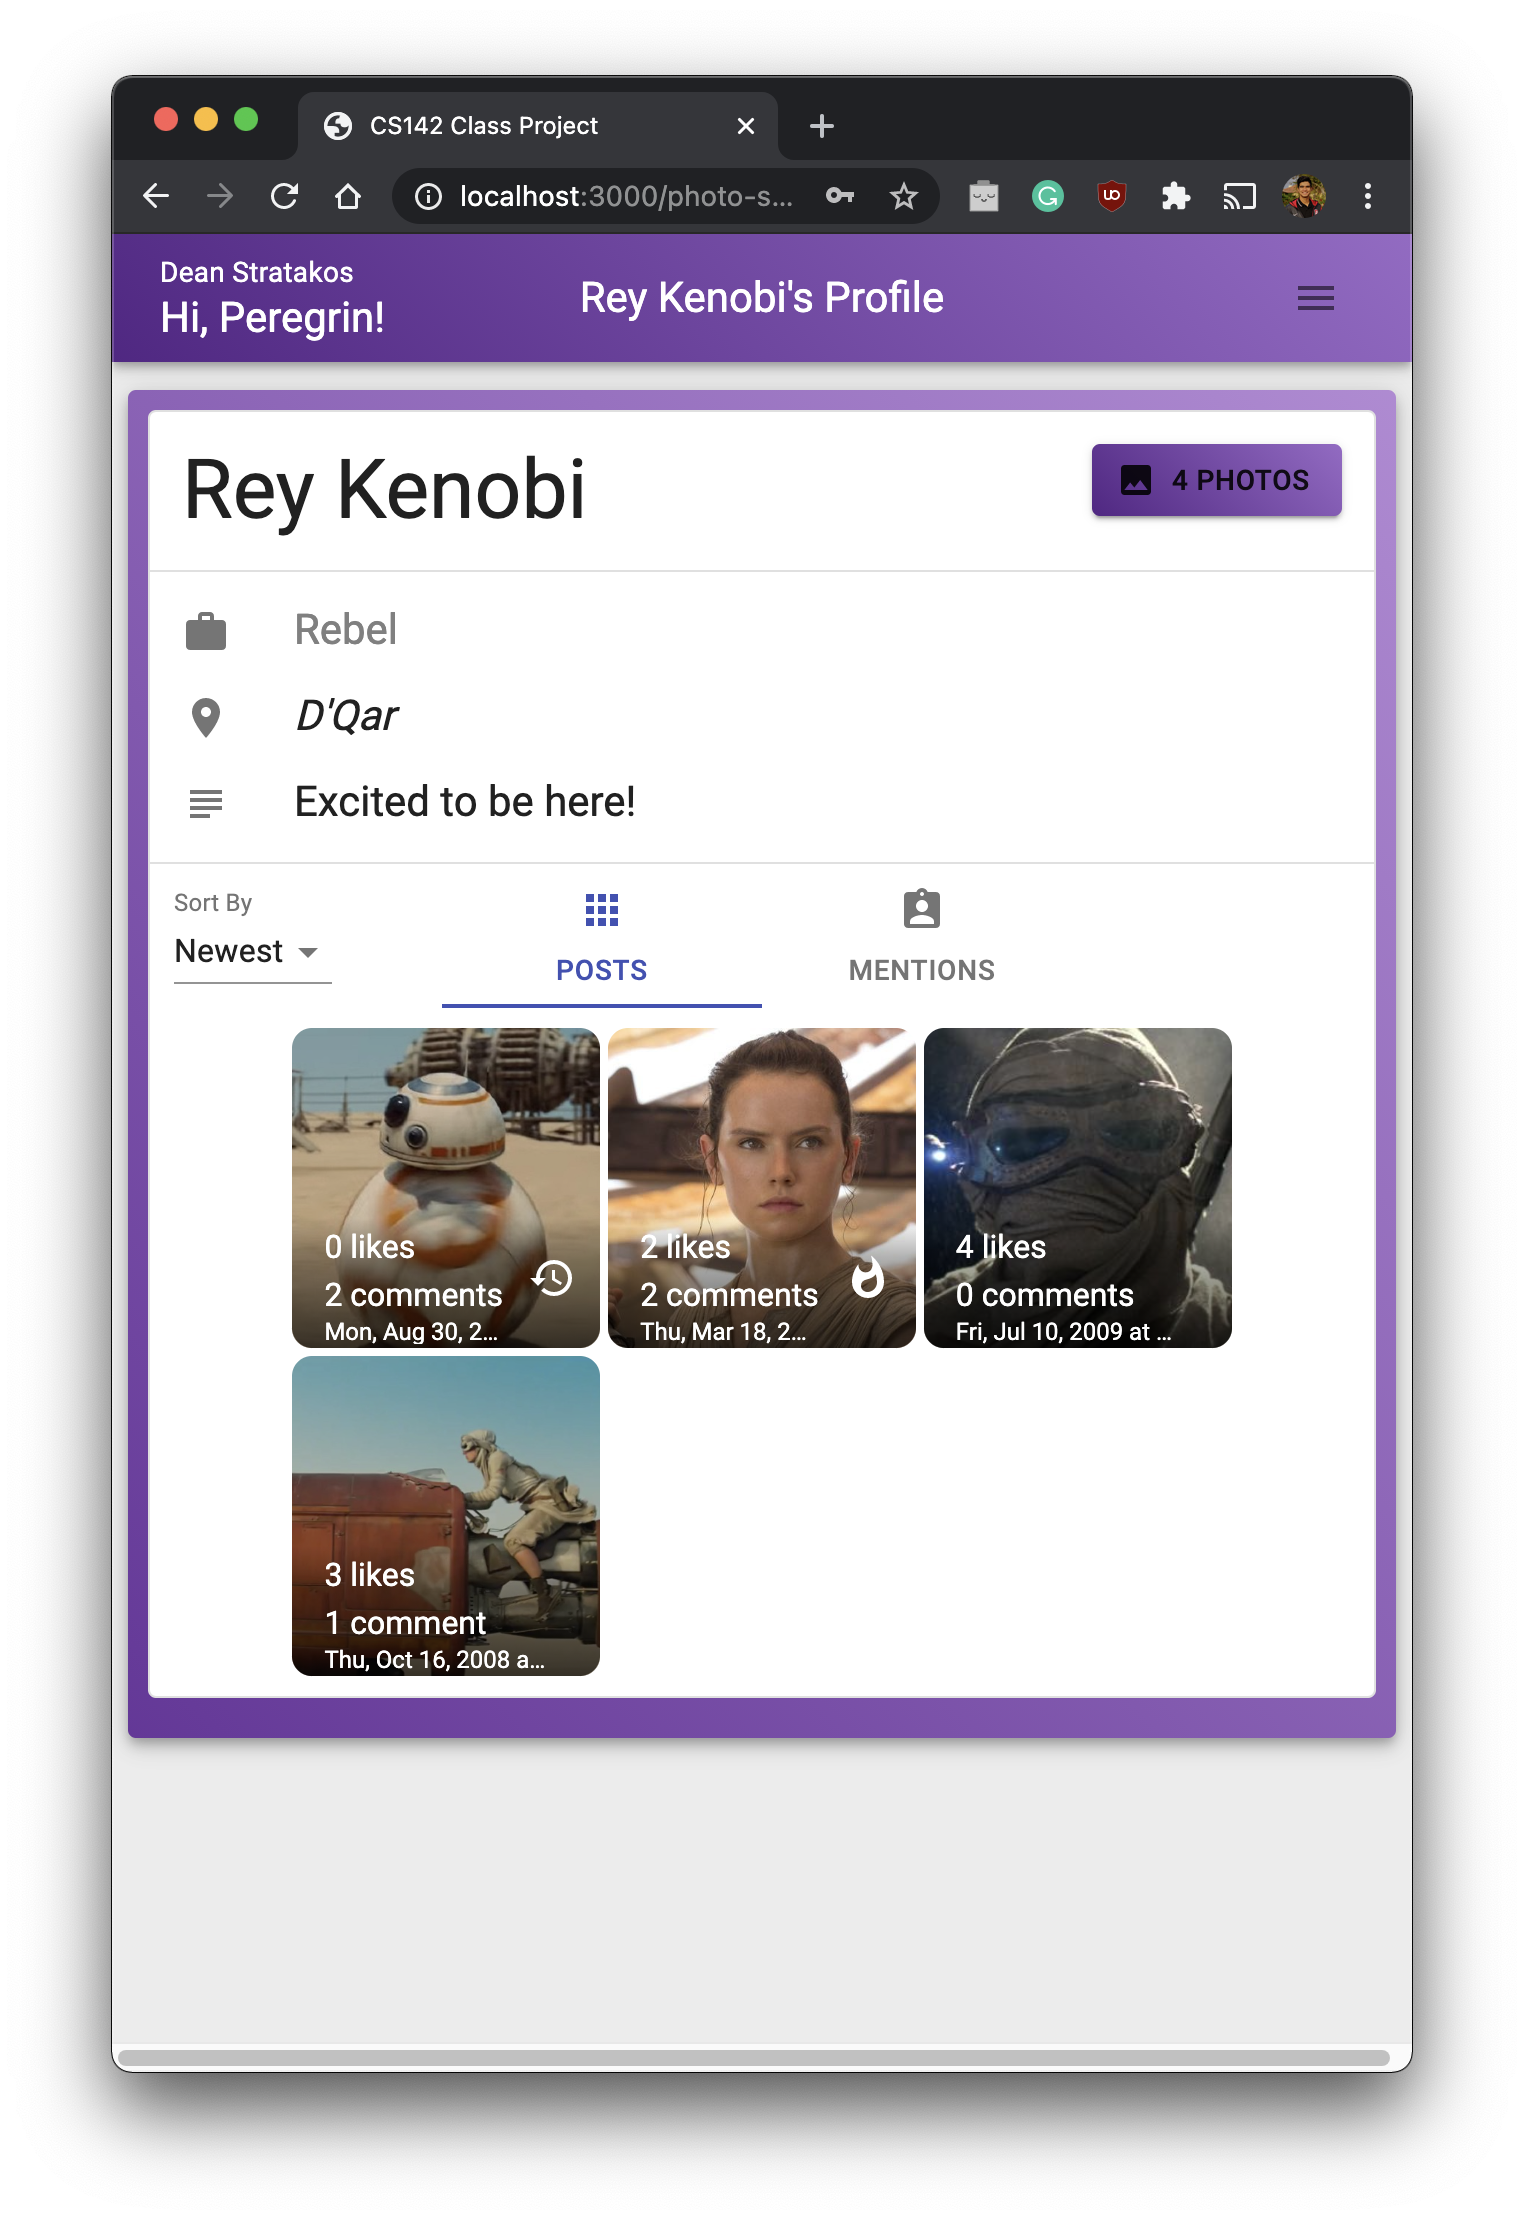 CS142 Class Project
localhost:3000/photo-s...
Dean Stratakos
Hi, Peregrin!
Rey Kenobi's Profile
Rey Kenobi
4 PHOTOS
Rebel
D'Qar
Excited to be here!
Sort By
Newest
POSTS
MENTIONS
0 likes
2 comments
Mon, Aug 30, 2...
2 likes
2 comments
Thu, Mar 18, 2...
4 likes
0 comments
Fri, Jul 10, 2009 at ...
3 likes
1 comment
Thu, Oct 16, 2008 a...